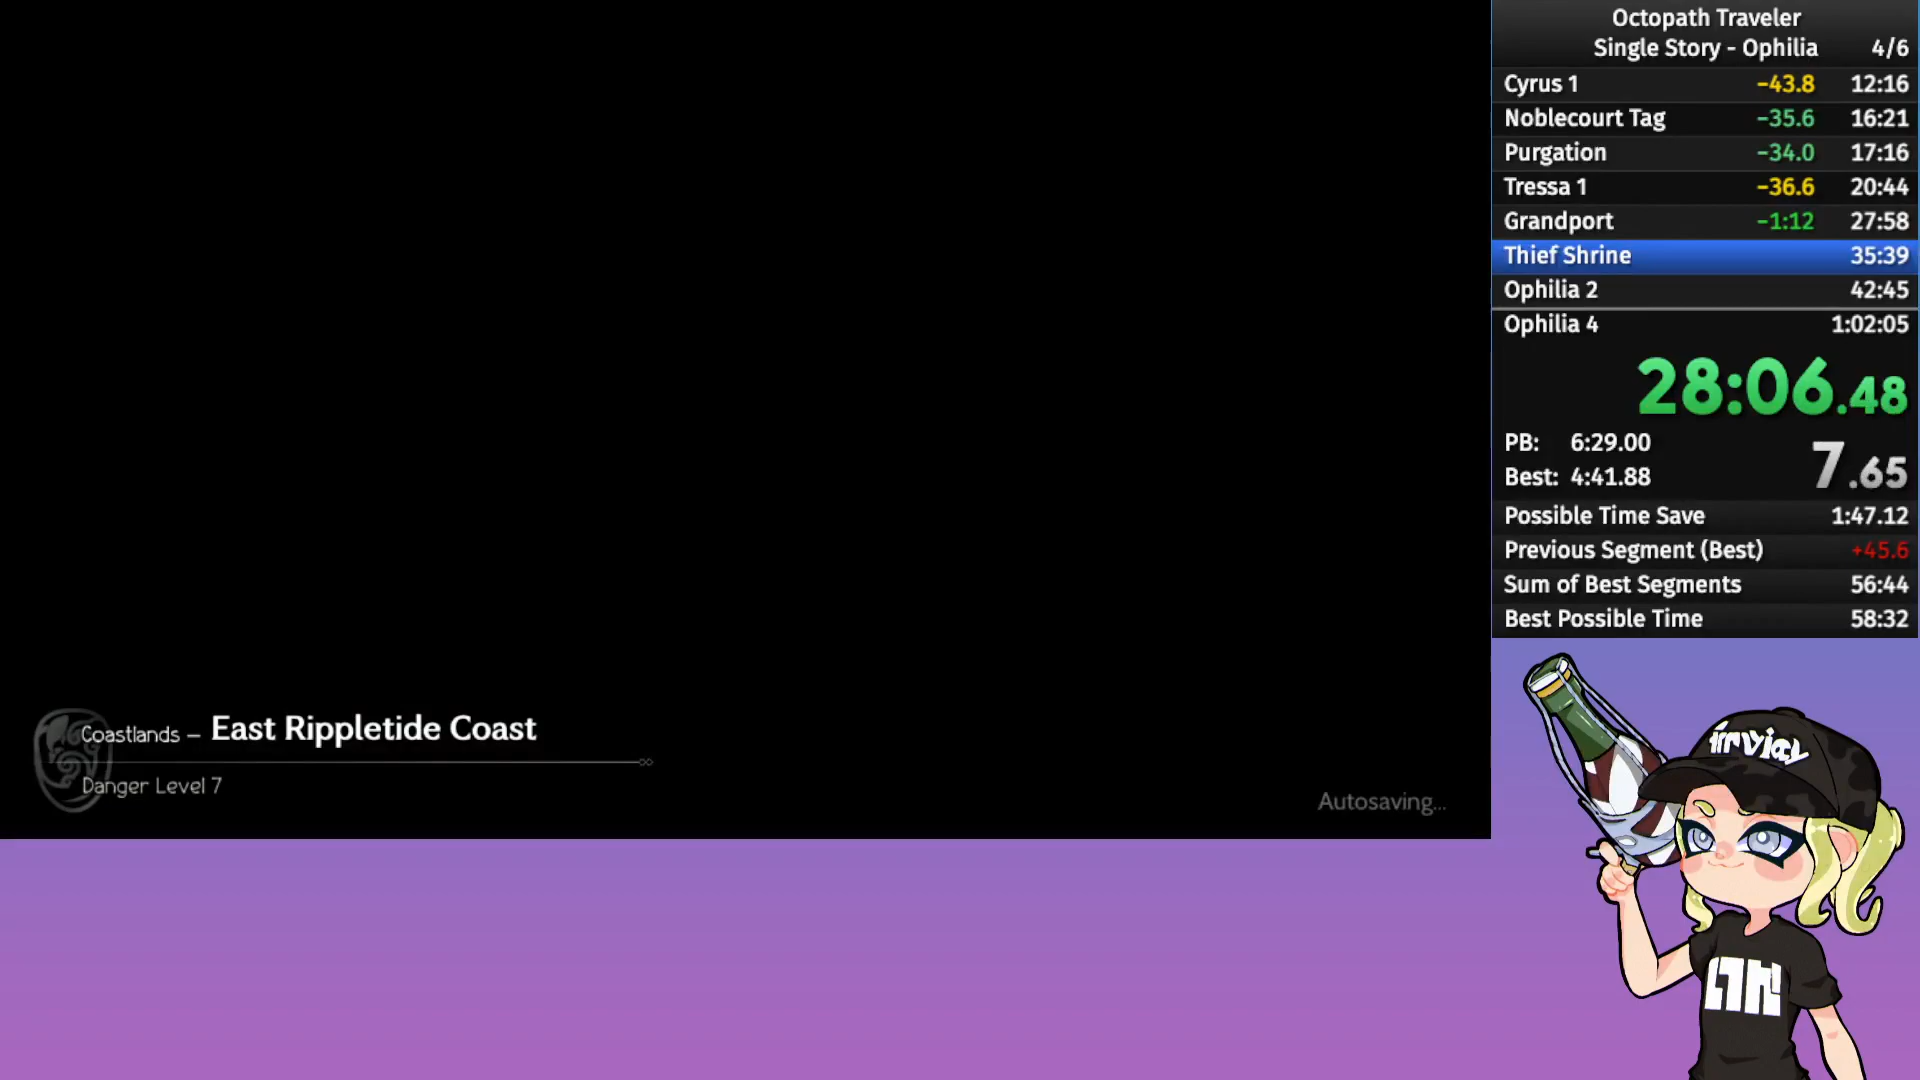 Octopath Traveler
Single Story - Ophilia 4/6
Cyrus 1 -43.8 12:16
Noblecourt Tag -35.6 16:21
Purgation -34.0 17:16
Tressa 1 -36.6 20:44
Grandport -1:12 27:58
Thief Shrine 35:39
Ophilia 2 42:45
Ophilia 4 1:02:05
28:06.48
PB: 6:29.00
7.65
Best: 4:41.88
Possible Time Save 1:47.12
Previous Segment (Best) +45.6
Sum of Best Segments 56:44
Best Possible Time 58:32
Coastlands – East Rippletide Coast
Danger Level 7
Autosaving...